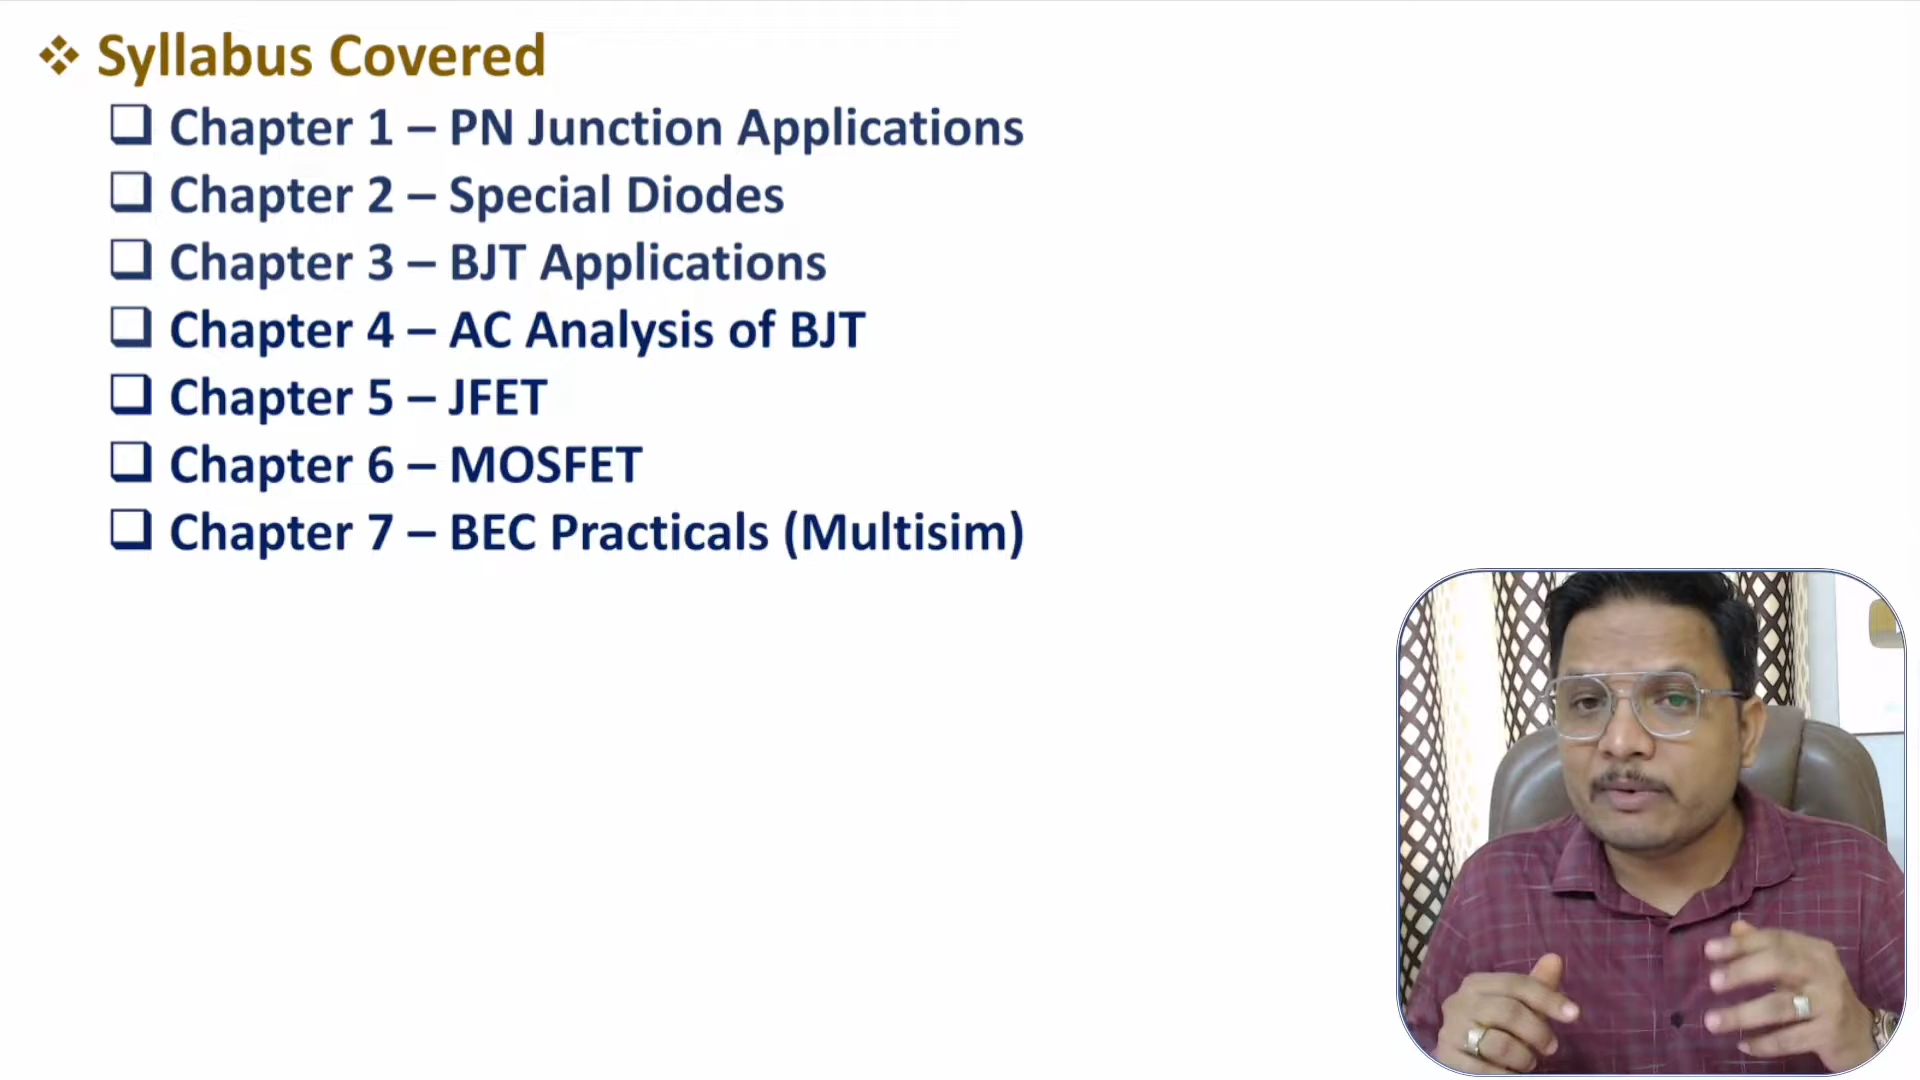 Syllabus Covered
Chapter 1 – PN Junction Applications
Chapter 2 – Special Diodes
Chapter 3 – BJT Applications
Chapter 4 – AC Analysis of BJT
Chapter 5 – JFET
Chapter 6 – MOSFET
Chapter 7 – BEC Practicals (Multisim)